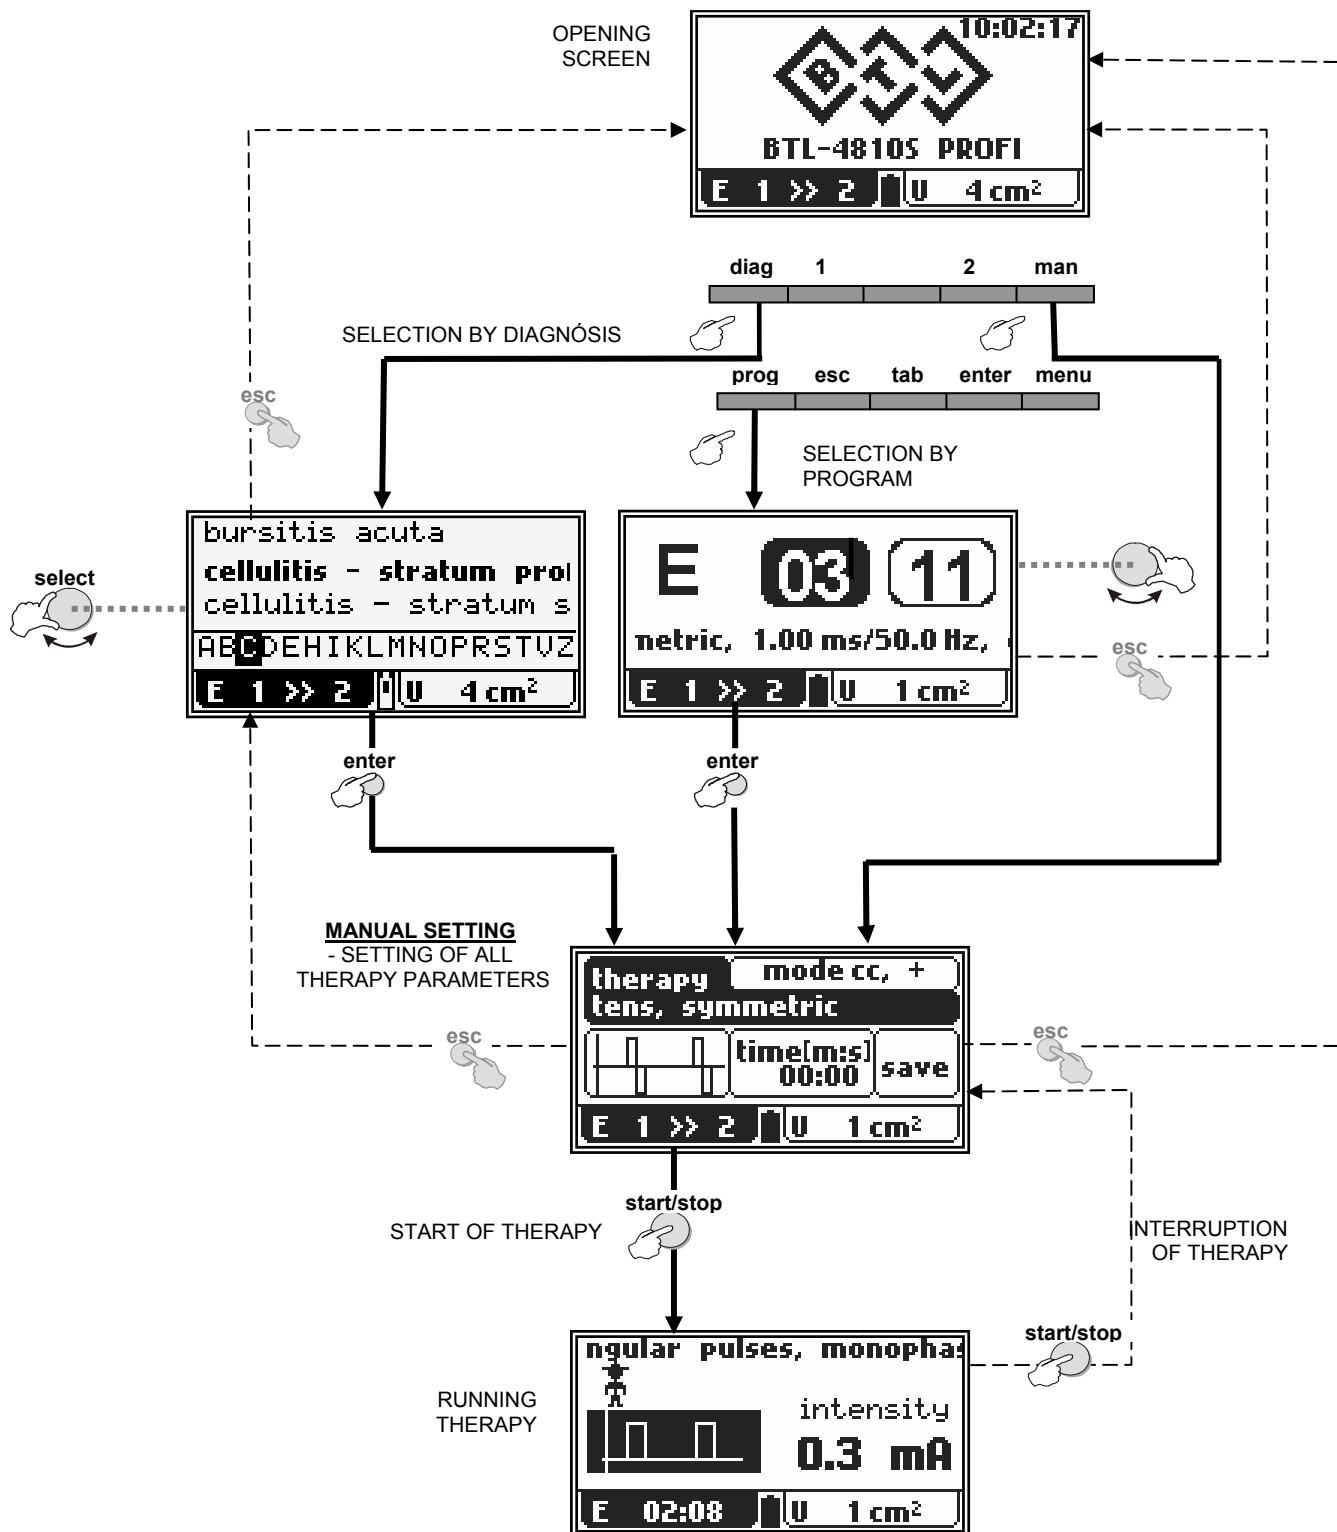 OPENING
SCREEN
10:02:17
BTL
BTL-4810S PROFI
E 1 >> 2 U 4 cm²
diag 1 2 man
SELECTION BY DIAGNÓSIS
prog esc tab enter menu
esc
SELECTION BY
PROGRAM
select
bursitis acuta
cellulitis - stratum prof
cellulitis - stratum s
ABCDEHIKLMNOPRSTVZ
E 1 >> 2 U 4 cm²
E 03 11
metric, 1.00 ms/50.0 Hz,
E 1 >> 2 U 1 cm²
esc
enter
enter
MANUAL SETTING
- SETTING OF ALL
THERAPY PARAMETERS
therapy mode cc, +
tens, symmetric
time[m:s]
00:00
save
E 1 >> 2 U 1 cm²
esc
esc
start/stop
START OF THERAPY
INTERRUPTION
OF THERAPY
start/stop
RUNNING
THERAPY
ngular pulses, monophas
intensity
0.3 mA
E 02:08 U 1 cm²